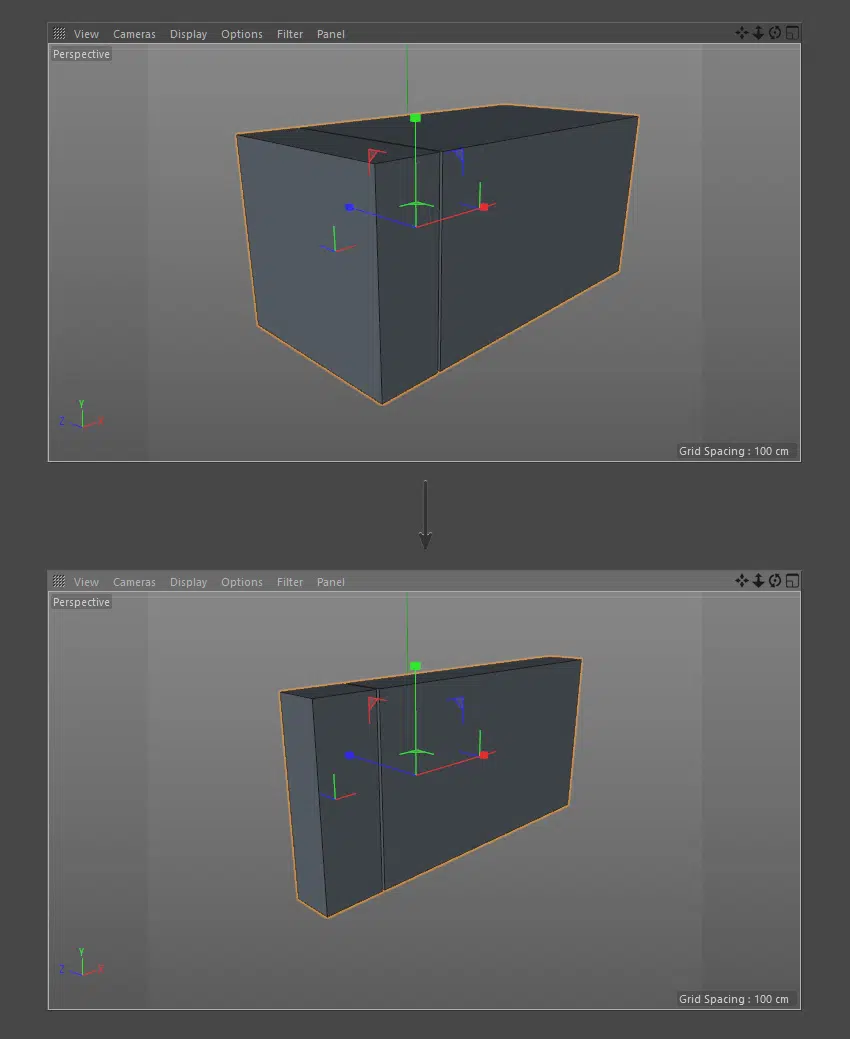 View Cameras Display Options Filter Panel
Perspective
Y
Z X
Grid Spacing : 100 cm
View Cameras Display Options Filter Panel
Perspective
Y
Z X
Grid Spacing : 100 cm